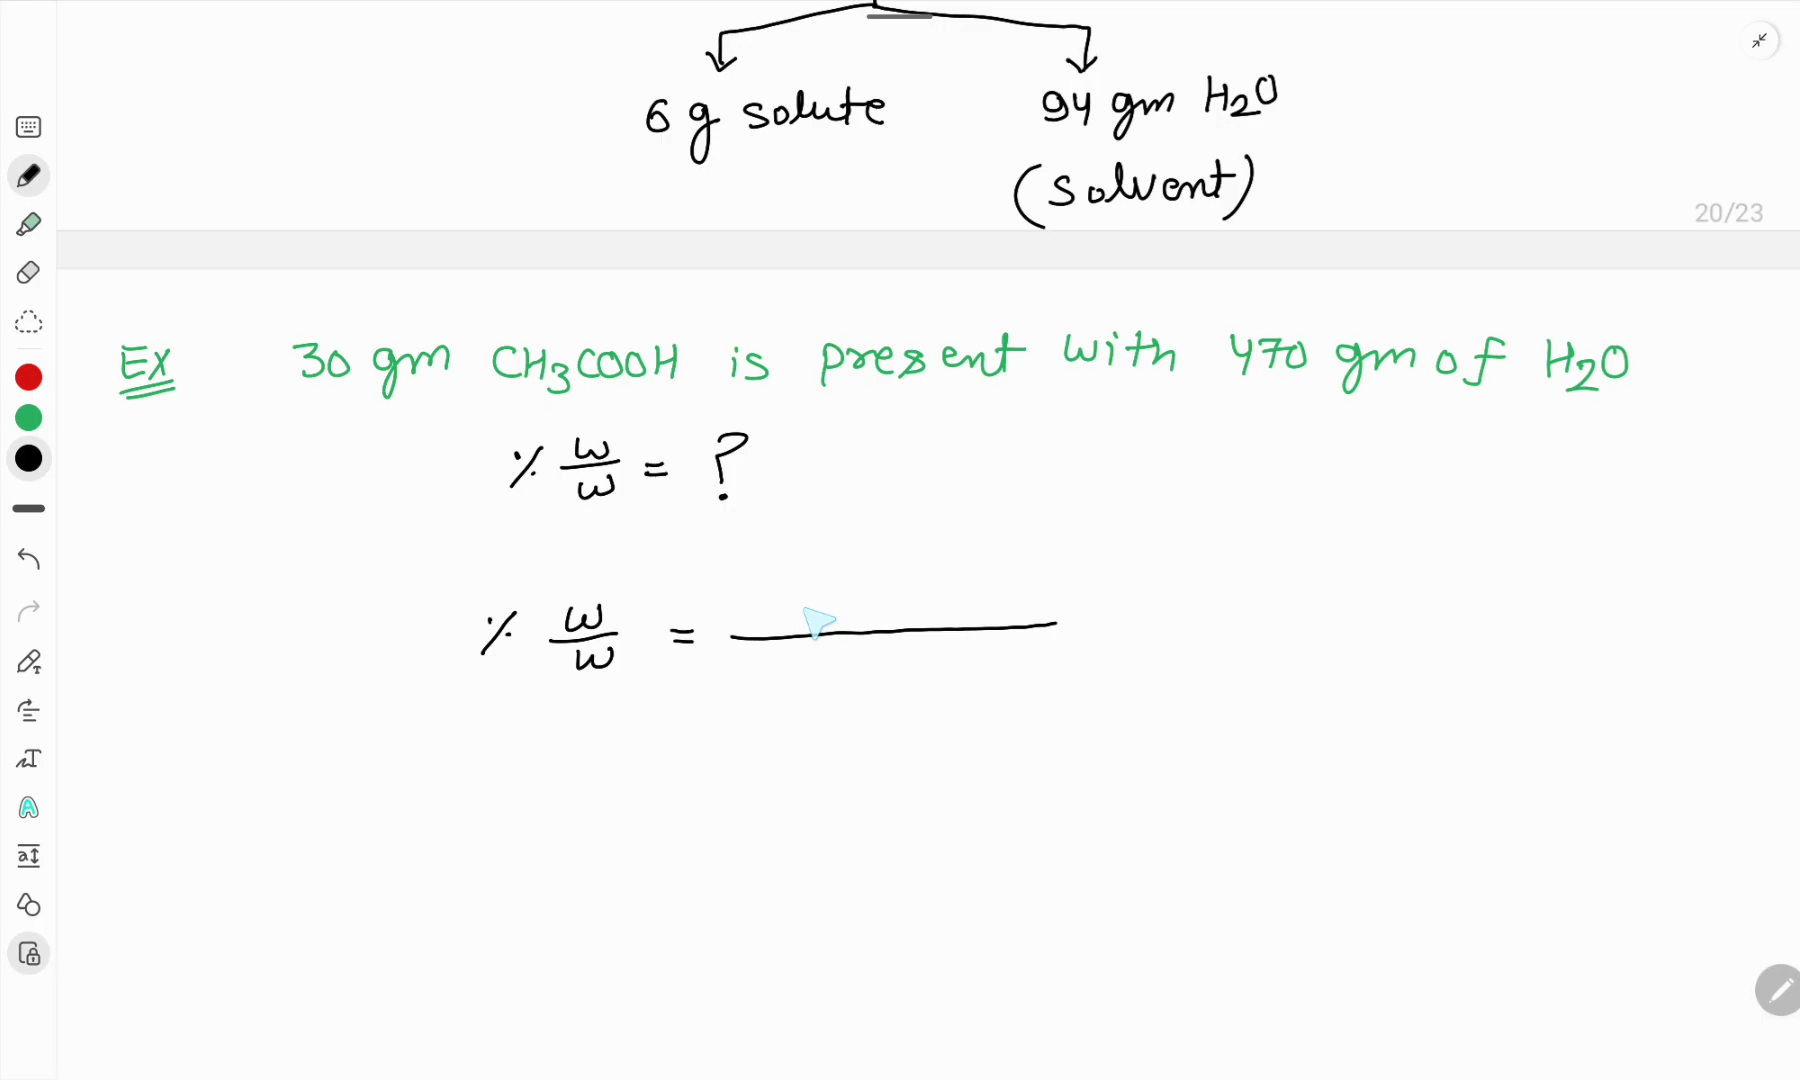 6 g solute 94 gm H2O
(solvent)
20/23
Ex 30 gm CH3COOH is present with 470 gm of H2O
% w/w = ?
% w/w =